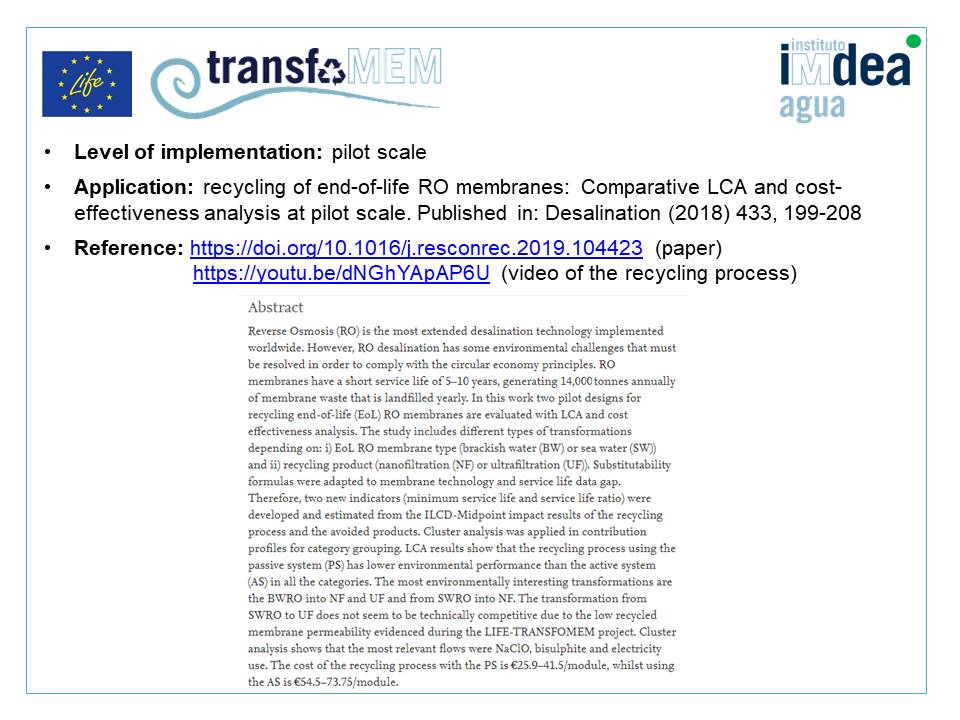 Life
transfoMEM
instituto
imdea
agua
• Level of implementation: pilot scale
• Application: recycling of end-of-life RO membranes: Comparative LCA and cost-
effectiveness analysis at pilot scale. Published in: Desalination (2018) 433, 199-208
• Reference: https://doi.org/10.1016/j.resconrec.2019.104423 (paper)
https://youtu.be/dNGhYApAP6U (video of the recycling process)
Abstract
Reverse Osmosis (RO) is the most extended desalination technology implemented
worldwide. However, RO desalination has some environmental challenges that must
be resolved in order to comply with the circular economy principles. RO
membranes have a short service life of 5–10 years, generating 14,000 tonnes annually
of membrane waste that is landfilled yearly. In this work two pilot designs for
recycling end-of-life (EoL) RO membranes are evaluated with LCA and cost
effectiveness analysis. The study includes different types of transformations
depending on: i) EoL RO membrane type (brackish water (BW) or sea water (SW))
and ii) recycling product (nanofiltration (NF) or ultrafiltration (UF)). Substitutability
formulas were adapted to membrane technology and service life data gap.
Therefore, two new indicators (minimum service life and service life ratio) were
developed and estimated from the ILCD-Midpoint impact results of the recycling
process and the avoided products. Cluster analysis was applied in contribution
profiles for category grouping. LCA results show that the recycling process using the
passive system (PS) has lower environmental performance than the active system
(AS) in all the categories. The most environmentally interesting transformations are
the BWRO into NF and UF and from SWRO into NF. The transformation from
SWRO to UF does not seem to be technically competitive due to the low recycled
membrane permeability evidenced during the LIFE-TRANSFOMEM project. Cluster
analysis shows that the most relevant flows were NaClO, bisulphite and electricity
use. The cost of the recycling process with the PS is €25.9–41.5/module, whilst using
the AS is €54.5–73.75/module.